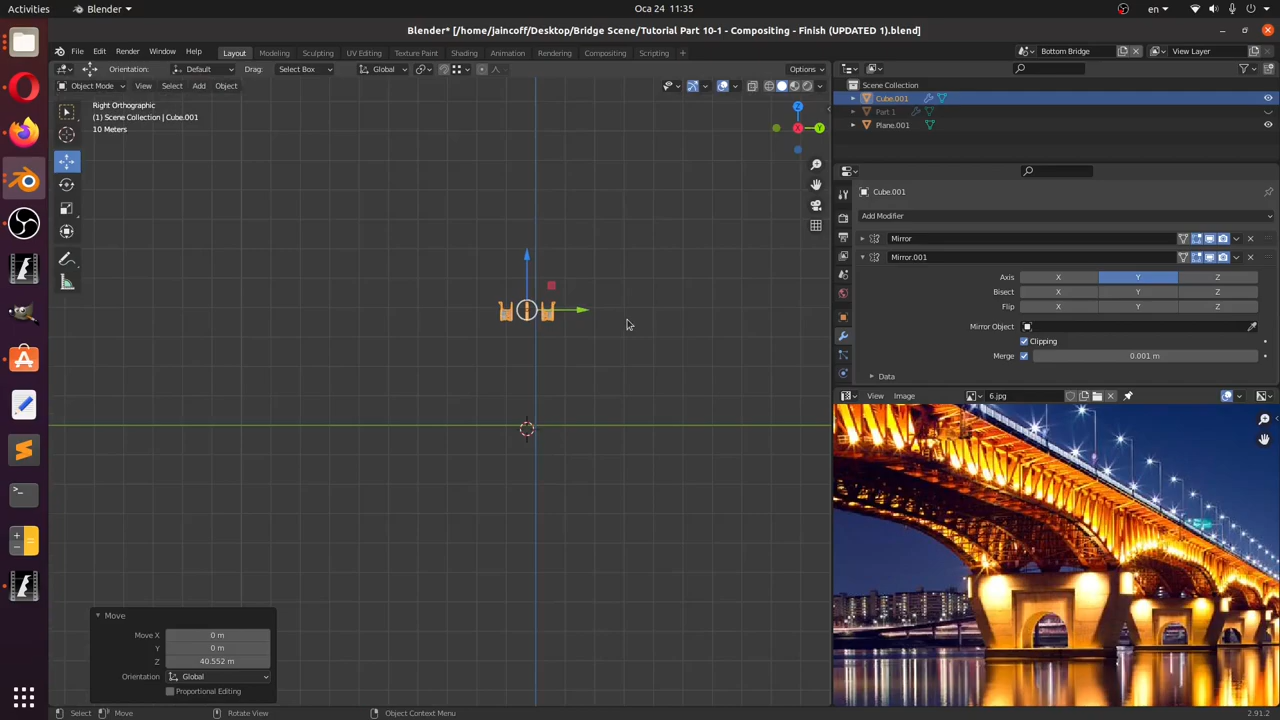 Activities
Blender
Oca 24 11:35
en
Blender* [/home/jaincoff/Desktop/Bridge Scene/Tutorial Part 10-1 - Compositing - Finish (UPDATED 1).blend]
File Edit Render Window Help
Layout Modeling Sculpting UV Editing Texture Paint Shading Animation Rendering Compositing Scripting +
Bottom Bridge
View Layer
Orientation: Default Drag: Select Box Global Options
Object Mode View Select Add Object
Right Orthographic
(1) Scene Collection | Cube.001
10 Meters
Z
X
Y
Scene Collection
Cube.001
Part 1
Plane.001
Cube.001
Add Modifier
Mirror
Mirror.001
Axis X Y Z
Bisect X Y Z
Flip X Y Z
Mirror Object
Clipping
Merge 0.001 m
Data
View Image 6.jpg
Move
Move X 0 m
Y 0 m
Z 40.552 m
Orientation Global
Proportional Editing
Select Move Rotate View Object Context Menu 2.91.2